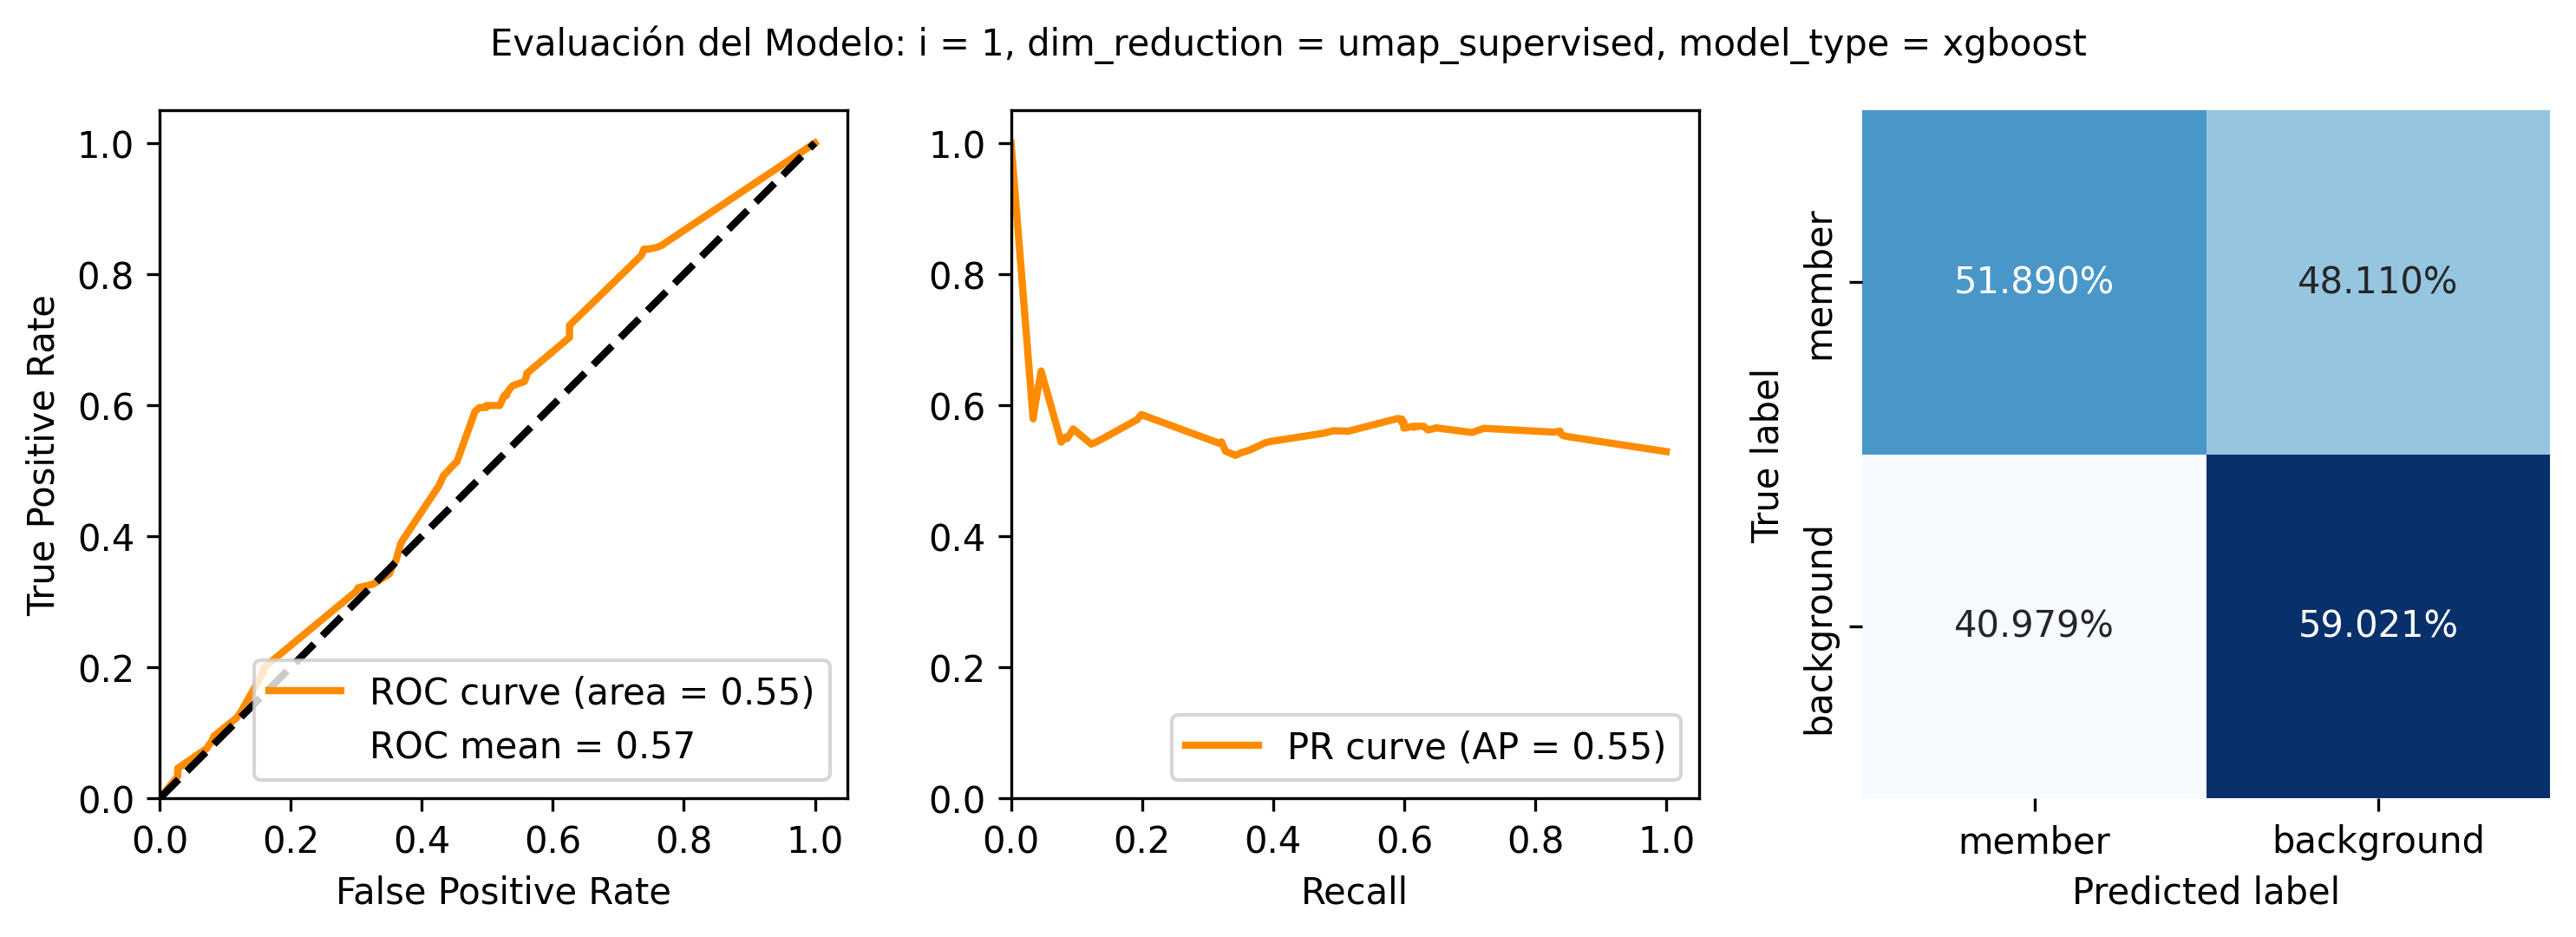 Evaluación del Modelo: i = 1, dim_reduction = umap_supervised, model_type = xgboost
True Positive Rate
1.0
0.8
0.6
0.4
0.2
0.0
0.0 0.2 0.4 0.6 0.8 1.0
False Positive Rate
ROC curve (area = 0.55)
ROC mean = 0.57
1.0
0.8
0.6
0.4
0.2
0.0
0.0 0.2 0.4 0.6 0.8 1.0
Recall
PR curve (AP = 0.55)
True label
member
background
51.890% 48.110%
40.979% 59.021%
member background
Predicted label